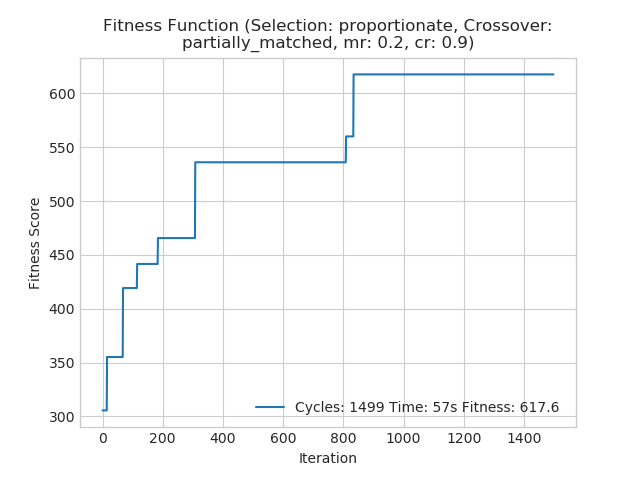 Fitness Function (Selection: proportionate, Crossover:
partially_matched, mr: 0.2, cr: 0.9)
Fitness Score
600
550
500
450
400
350
300
Cycles: 1499 Time: 57s Fitness: 617.6
0 200 400 600 800 1000 1200 1400
Iteration